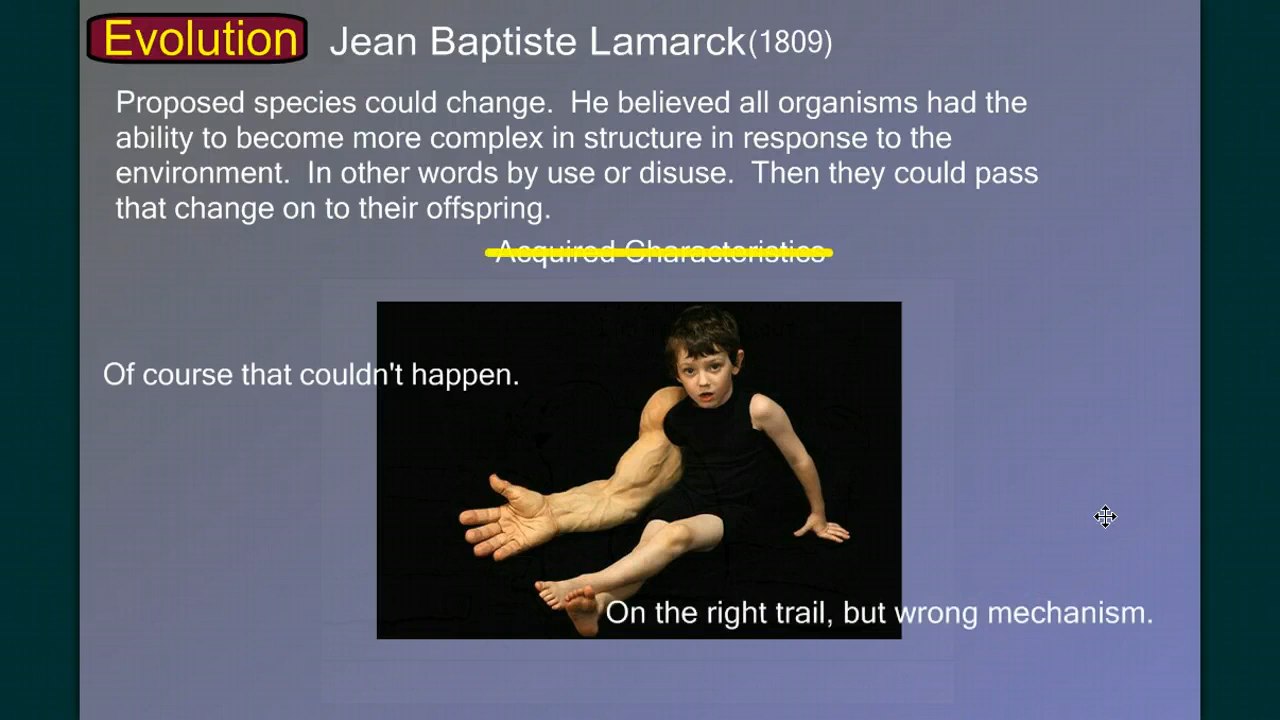 Evolution Jean Baptiste Lamarck (1809)
Proposed species could change. He believed all organisms had the
ability to become more complex in structure in response to the
environment. In other words by use or disuse. Then they could pass
that change on to their offspring.
Acquired Characteristics
Of course that couldn't happen.
On the right trail, but wrong mechanism.